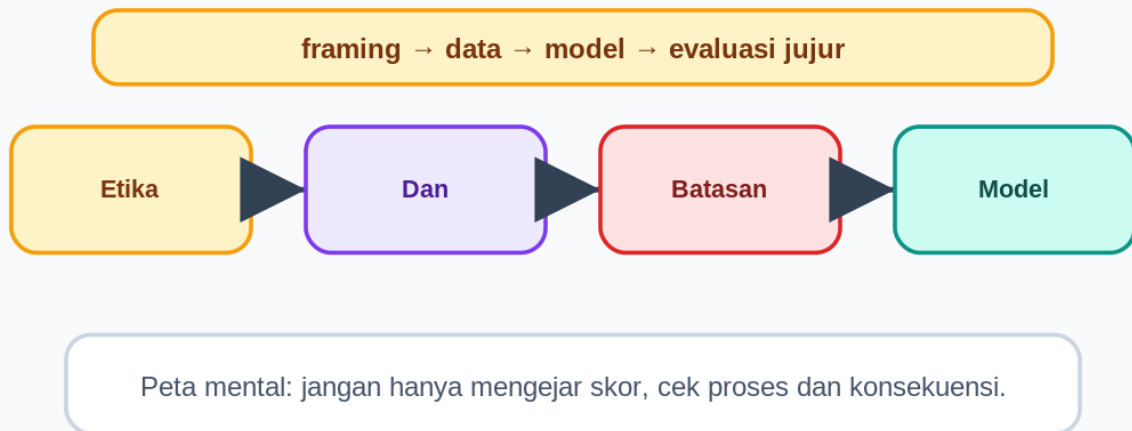 framing → data → model → evaluasi jujur
Etika
Dan
Batasan
Model
Peta mental: jangan hanya mengejar skor, cek proses dan konsekuensi.